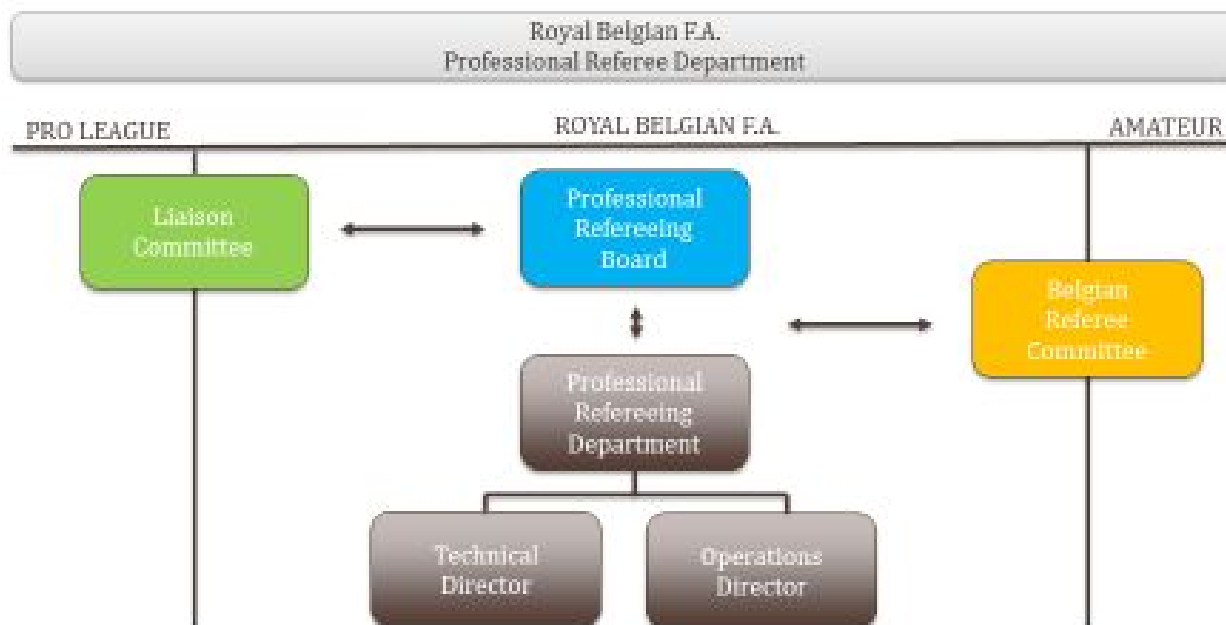 Royal Belgian F.A.
Professional Referee Department
PRO LEAGUE
ROYAL BELGIAN F.A.
AMATEUR
Liaison
Committee
Professional
Refereeing
Board
Belgian
Referee
Committee
Professional
Refereeing
Department
Technical
Director
Operations
Director